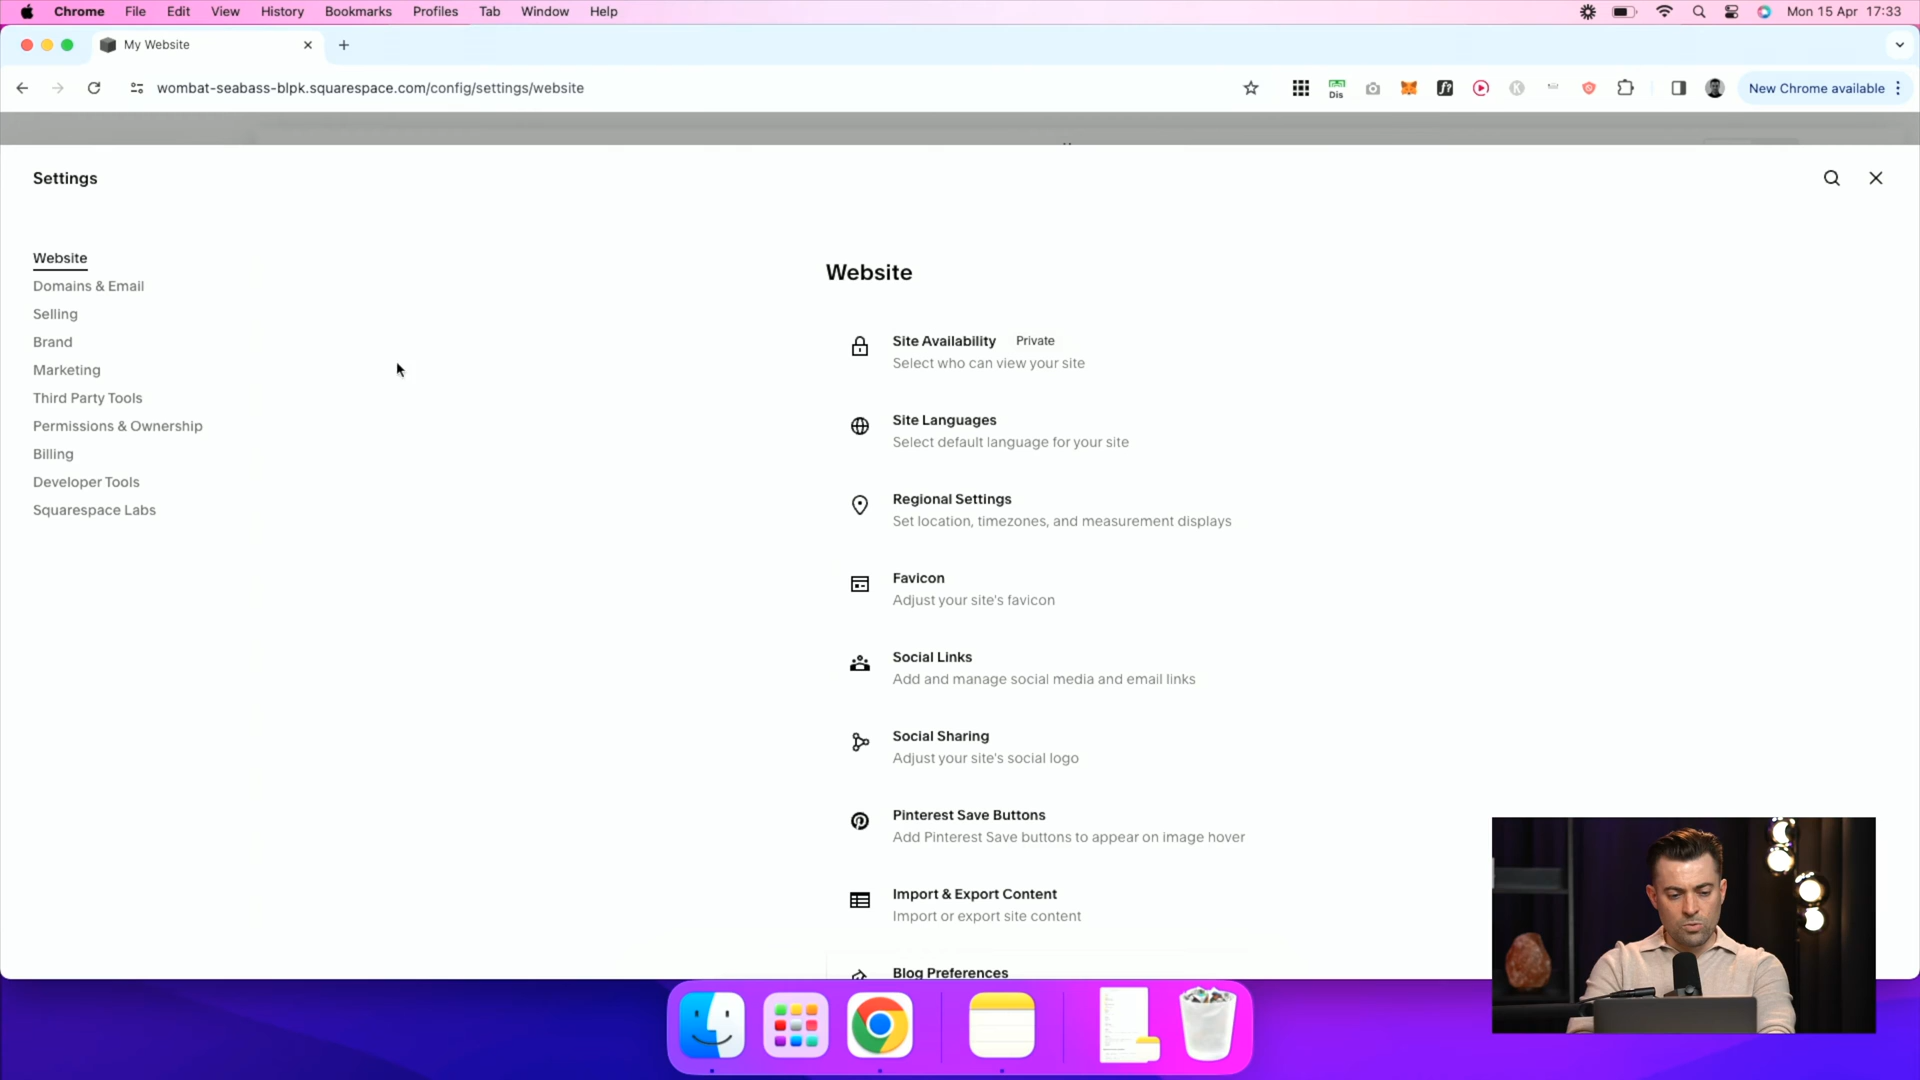 Chrome File Edit View History Bookmarks Profiles Tab Window Help Mon 15 Apr 17:33
My Website
wombat-seabass-blpk.squarespace.com/config/settings/website Dis New Chrome available
Settings
Website
Domains & Email
Selling
Brand
Marketing
Third Party Tools
Permissions & Ownership
Billing
Developer Tools
Squarespace Labs
Website
Site Availability Private
Select who can view your site
Site Languages
Select default language for your site
Regional Settings
Set location, timezones, and measurement displays
Favicon
Adjust your site's favicon
Social Links
Add and manage social media and email links
Social Sharing
Adjust your site's social logo
Pinterest Save Buttons
Add Pinterest Save buttons to appear on image hover
Import & Export Content
Import or export site content
Blog Preferences